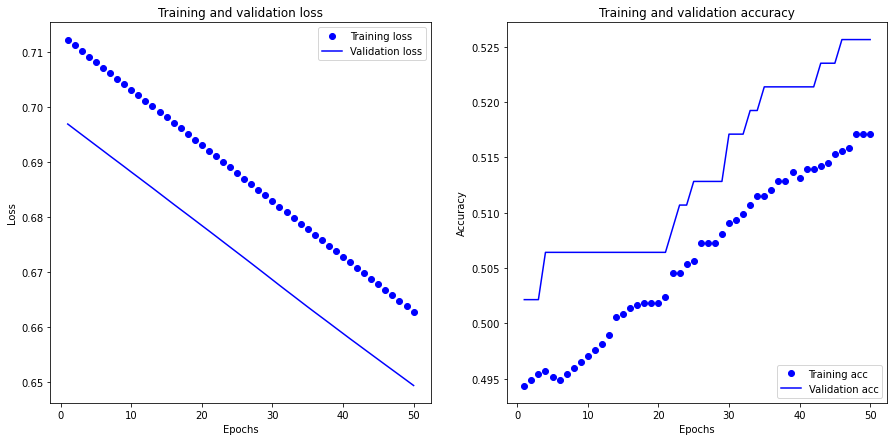 Training and validation loss
Training loss
Validation loss
0.71
0.70
0.69
0.68
0.67
0.66
0.65
Loss
0
10
20
30
40
50
Epochs
Training and validation accuracy
0.525
0.520
0.515
0.510
0.505
0.500
0.495
Accuracy
Training acc
Validation acc
0
10
20
30
40
50
Epochs